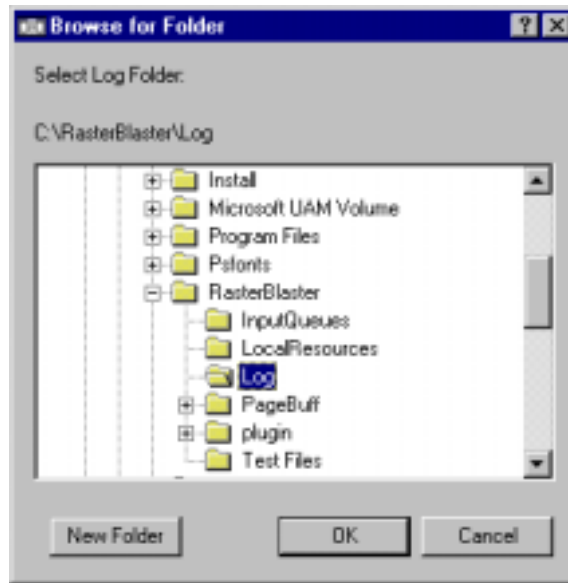 Browse for Folder
Select Log Folder:
C:\RasterBlaster\Log
Install
Microsoft UAM Volume
Program Files
Psfonts
RasterBlaster
InputQueues
LocalResources
Log
PageBuff
plugin
Test Files
New Folder OK Cancel